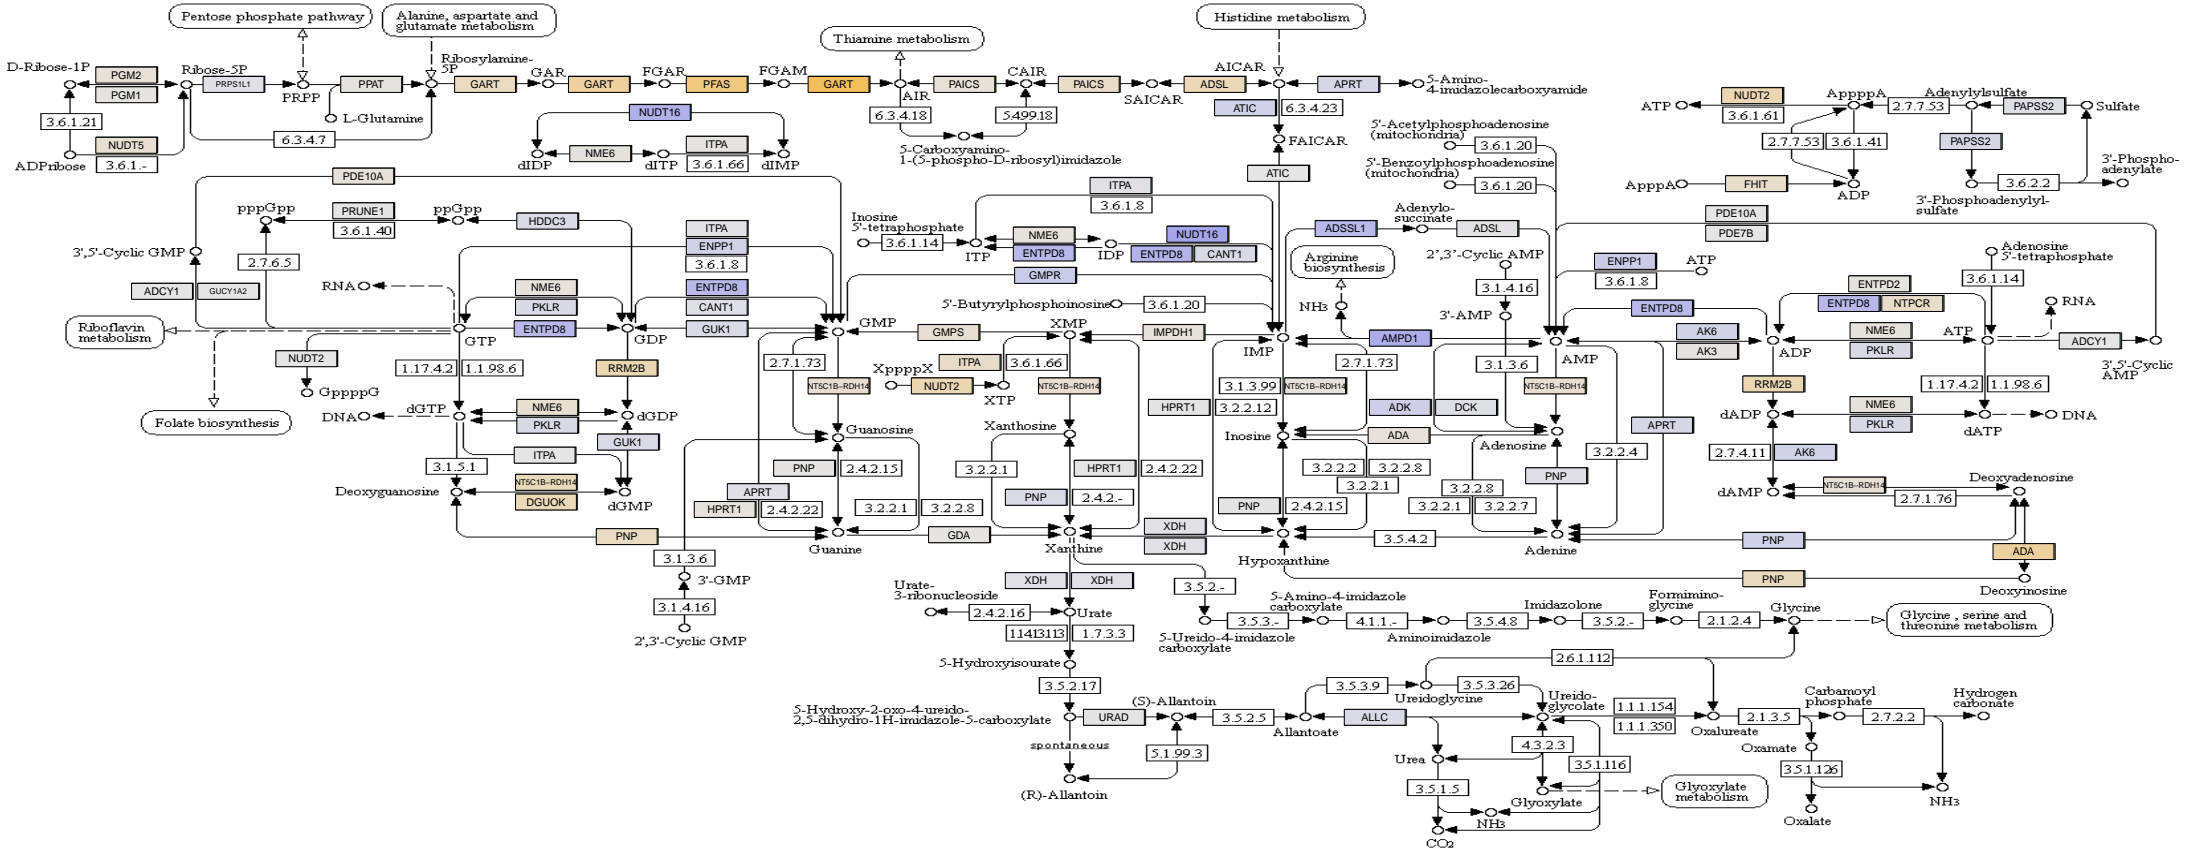 Pentose phosphate pathway
Alanine, aspartate and
glutamate metabolism
Histidine metabolism
Thiamine metabolism
D-Ribose-1P
PGM2
PGM1
Ribose-5P
PRPS1L1
PRPP
PPAT
L-Glutamine
Ribosylamine-
5P
GART
GAR
GART
FGAR
PFAS
FGAM
GART
AIR
PAICS
CAIR
PAICS
SAICAR
ADSL
AICAR
APRT
5-Amino-
4-imidazolecarboxyamide
3.6.1.21
NUDT5
3.6.1.-
ADPribose
6.3.4.7
NUDT16
dIDP
NME6
dITP
ITPA
3.6.1.66
dIMP
6.3.4.18
5.4.99.18
5-Carboxyamino-
1-(5-phospho-D-ribosyl)imidazole
ATIC
6.3.4.23
FAICAR
ATIC
5'-Acetylphosphoadenosine
(mitochondria)
3.6.1.20
5'-Benzoylphosphoadenosine
(mitochondria)
3.6.1.20
ATP
NUDT2
3.6.1.61
AppppA
2.7.7.53
Adenylylsulfate
PAPSS2
Sulfate
2.7.7.53
3.6.1.41
PAPSS2
ApppA
FHIT
ADP
3.6.2.2
3'-Phospho-
adenylate
3'-Phosphoadenylyl-
sulfate
PDE10A
pppGpp
PRUNE1
3.6.1.40
ppGpp
HDDC3
3',5'-Cyclic GMP
2.7.6.5
ITPA
ENPP1
3.6.1.8
ADCY1
GUCY1A2
RNA
NME6
PKLR
ENTPD8
ENTPD8
CANT1
GUK1
Riboflavin
metabolism
GTP
GDP
NUDT2
GppppG
Folate biosynthesis
1.17.4.2
1.1.98.6
RRM2B
DNA
dGTP
NME6
PKLR
dGDP
GUK1
ITPA
3.1.5.1
Deoxyguanosine
NT5C1B-RDH14
DGUOK
dGMP
PNP
3.1.3.6
3'-GMP
3.1.4.16
2',3'-Cyclic GMP
Inosine
5'-tetraphosphate
3.6.1.14
ITP
ITPA
3.6.1.8
NME6
ENTPD8
IDP
NUDT16
ENTPD8
CANT1
GMPR
5'-Butyrylphosphoinosine
3.6.1.20
GMP
GMPS
XMP
IMPDH1
IMP
2.7.1.73
XppppX
ITPA
3.6.1.66
NUDT2
XTP
NT5C1B-RDH14
NT5C1B-RDH14
Guanosine
Xanthosine
PNP
2.4.2.15
APRT
HPRT1
2.4.2.22
3.2.2.1
3.2.2.8
Guanine
GDA
3.2.2.1
HPRT1
2.4.2.22
PNP
2.4.2.-
Xanthine
XDH
XDH
ADSSL1
Adenylo-
succinate
ADSL
Arginine
biosynthesis
NH3
2',3'-Cyclic AMP
3.1.4.16
3'-AMP
AMPD1
AMP
2.7.1.73
3.1.3.6
3.1.3.99
NT5C1B-RDH14
HPRT1
3.2.2.12
ADK
DCK
NT5C1B-RDH14
Inosine
ADA
Adenosine
3.2.2.2
3.2.2.8
3.2.2.1
PNP
2.4.2.15
3.2.2.8
3.2.2.1
3.2.2.7
PNP
3.2.2.4
APRT
Hypoxanthine
3.5.4.2
Adenine
PDE10A
PDE7B
ENPP1
3.6.1.8
ATP
Adenosine
5'-tetraphosphate
3.6.1.14
ENTPD2
ENTPD8
NTPCR
RNA
ENTPD8
AK6
AK3
ADP
NME6
PKLR
ATP
ADCY1
3',5'-Cyclic
AMP
RRM2B
1.17.4.2
1.1.98.6
dADP
NME6
PKLR
dATP
DNA
2.7.4.11
AK6
dAMP
NT5C1B-RDH14
2.7.1.76
Deoxyadenosine
PNP
ADA
PNP
Deoxyinosine
XDH
XDH
Urate-
3-ribonucleoside
2.4.2.16
Urate
1.14.13.113
1.7.3.3
5-Hydroxyisourate
3.5.2.17
5-Hydroxy-2-oxo-4-ureido-
2,5-dihydro-1H-imidazole-5-carboxylate
spontaneous
URAD
(S)-Allantoin
5.1.99.3
(R)-Allantoin
3.5.2.-
5-Ureido-4-imidazole
carboxylate
3.5.3.-
5-Amino-4-imidazole
carboxylate
4.1.1.-
Aminoimidazole
3.5.4.8
Imidazolone
3.5.2.-
Formimino-
glycine
2.1.2.4
Glycine
Glycine , serine and
threonine metabolism
2.6.1.112
3.5.2.5
Allantoate
3.5.3.9
Ureidoglycine
3.5.3.26
ALLC
Ureido-
glycolate
1.1.1.154
1.1.1.350
Oxalureate
2.1.3.5
Carbamoyl
phosphate
2.7.2.2
Hydrogen
carbonate
Oxamate
3.5.1.126
Oxalate
NH3
Urea
4.3.2.3
3.5.1.116
3.5.1.5
Glyoxylate
Glyoxylate
metabolism
NH3
CO2